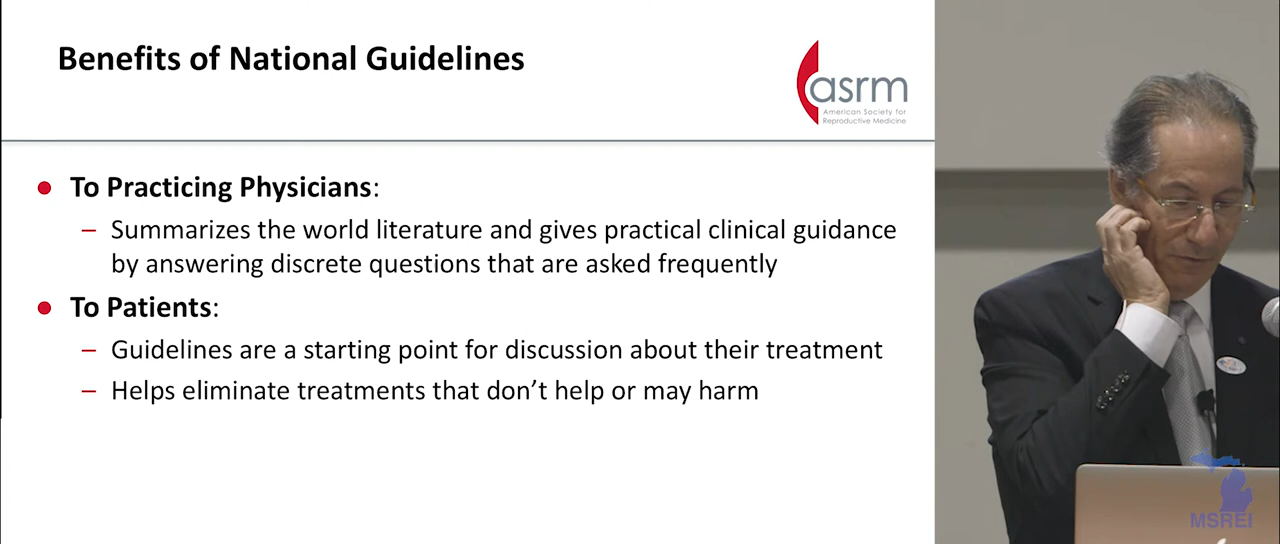 Benefits of National Guidelines
asrm
American Society for
Reproductive Medicine
● To Practicing Physicians:
– Summarizes the world literature and gives practical clinical guidance
by answering discrete questions that are asked frequently
● To Patients:
– Guidelines are a starting point for discussion about their treatment
– Helps eliminate treatments that don’t help or may harm
MSREI